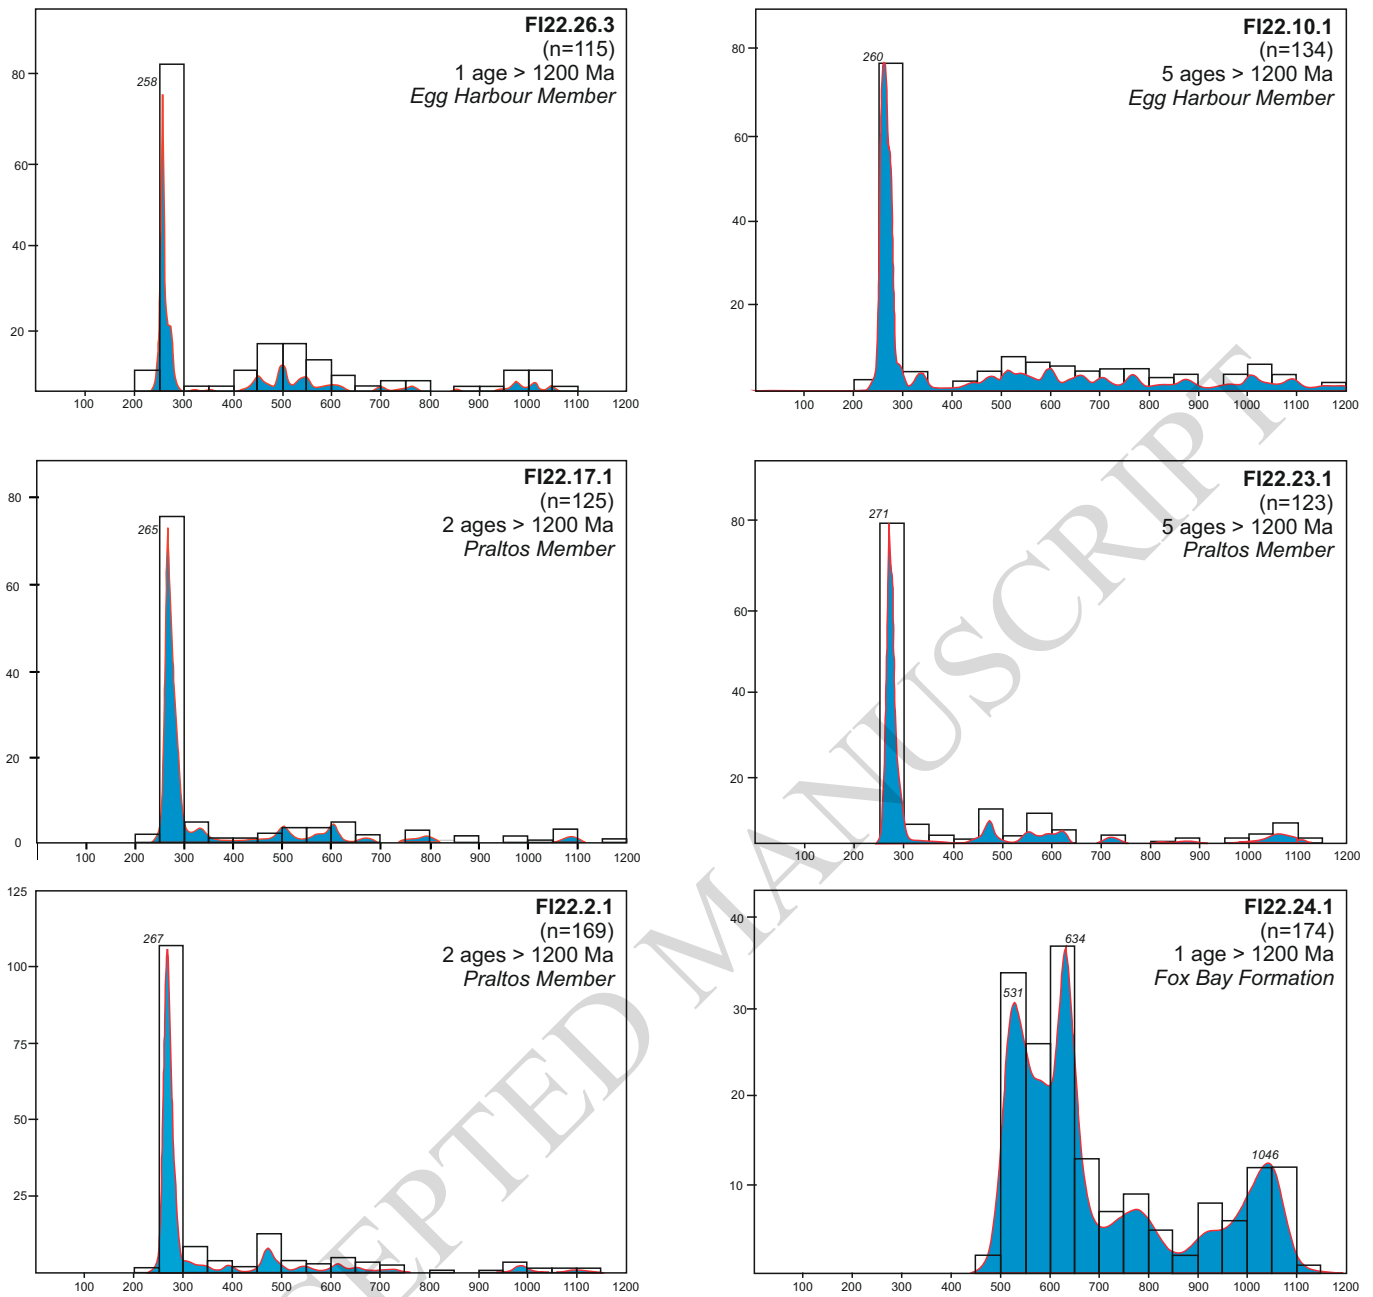 FI22.26.3
(n=115)
1 age > 1200 Ma
Egg Harbour Member
258
80
60
40
20
100 200 300 400 500 600 700 800 900 1000 1100 1200
FI22.10.1
(n=134)
5 ages > 1200 Ma
Egg Harbour Member
260
80
60
40
20
100 200 300 400 500 600 700 800 900 1000 1100 1200
FI22.17.1
(n=125)
2 ages > 1200 Ma
Praltos Member
265
80
60
40
20
0
100 200 300 400 500 600 700 800 900 1000 1100 1200
FI22.23.1
(n=123)
5 ages > 1200 Ma
Praltos Member
271
80
60
40
20
100 200 300 400 500 600 700 800 900 1000 1100 1200
FI22.2.1
(n=169)
2 ages > 1200 Ma
Praltos Member
267
125
100
75
50
25
100 200 300 400 500 600 700 800 900 1000 1100 1200
FI22.24.1
(n=174)
1 age > 1200 Ma
Fox Bay Formation
634
531
1046
40
30
20
10
100 200 300 400 500 600 700 800 900 1000 1100 1200
CEPTED MANUSCRIPT